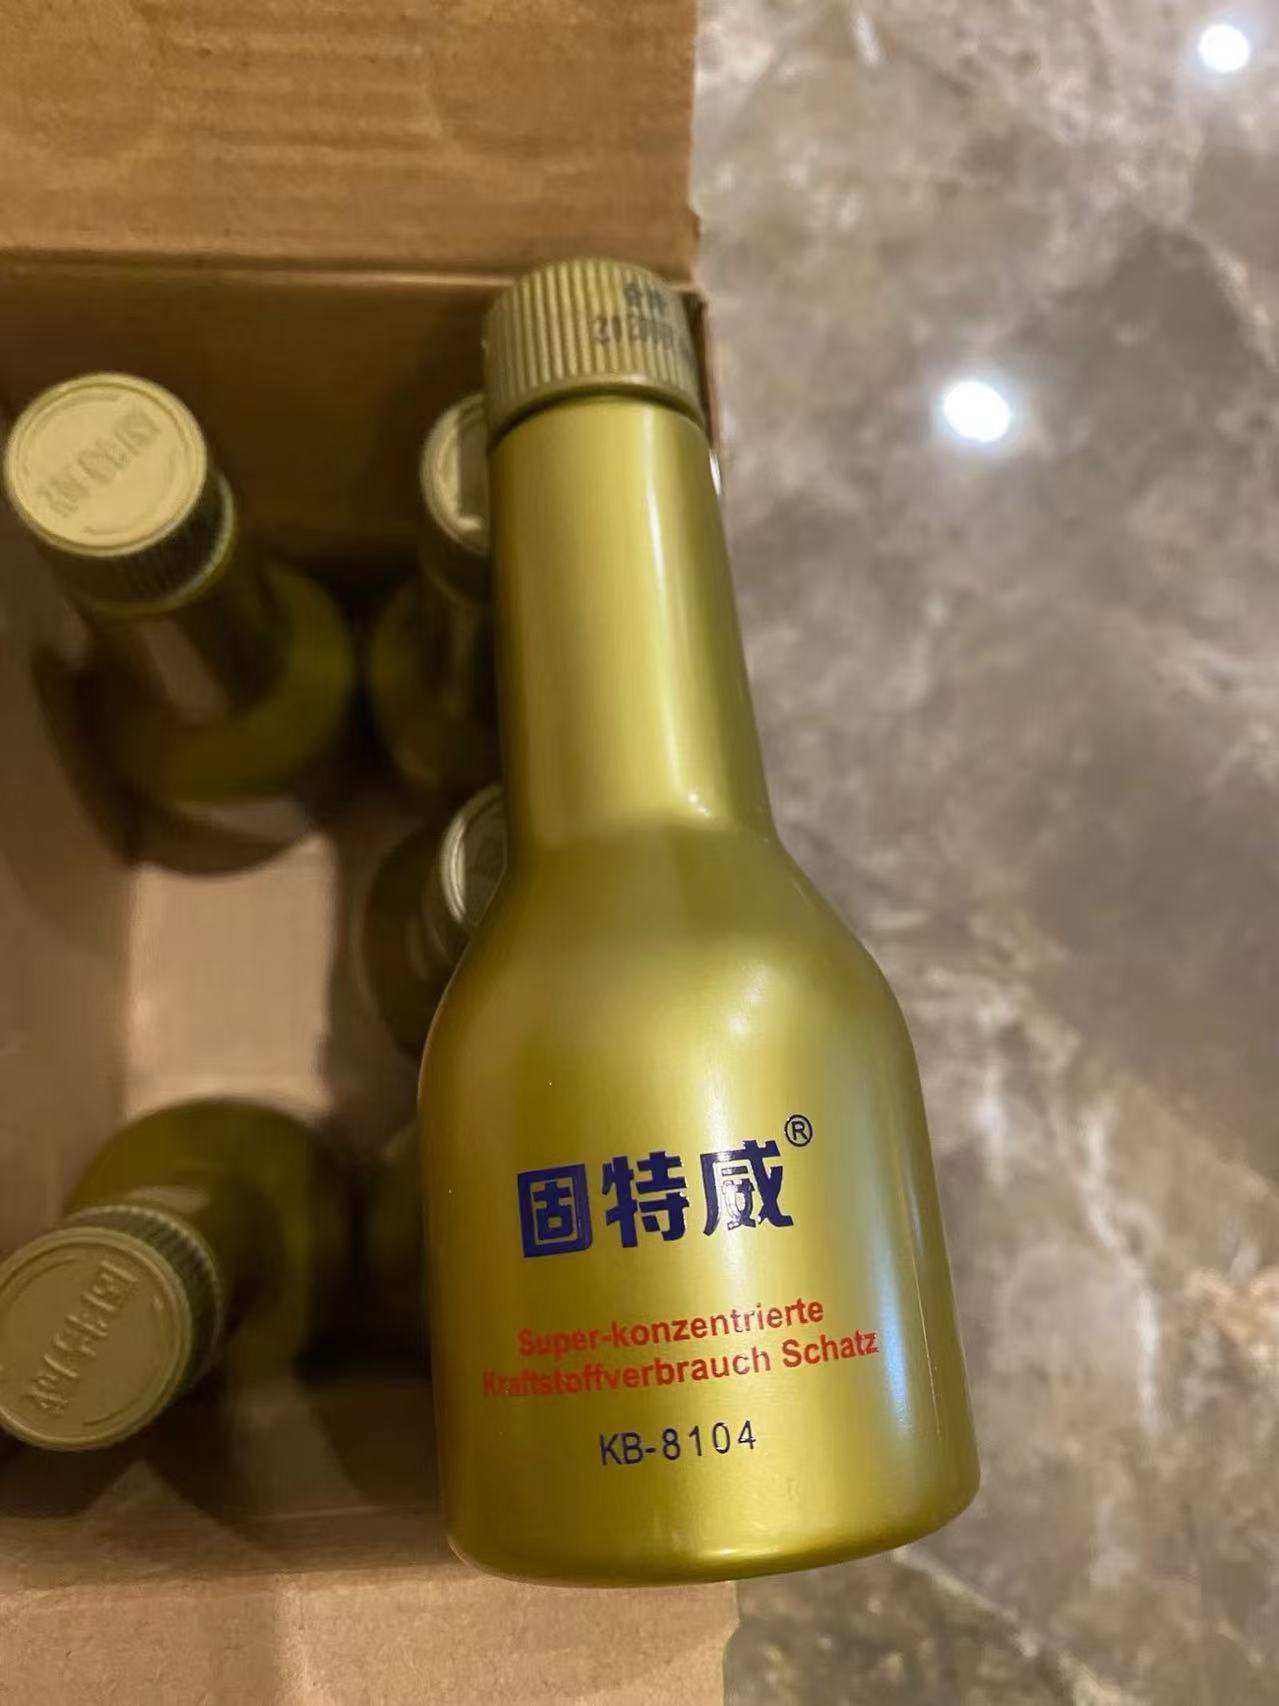 固特威®
Super-konzentrierte
Kraftstoffverbrauch Schatz
KB-8104